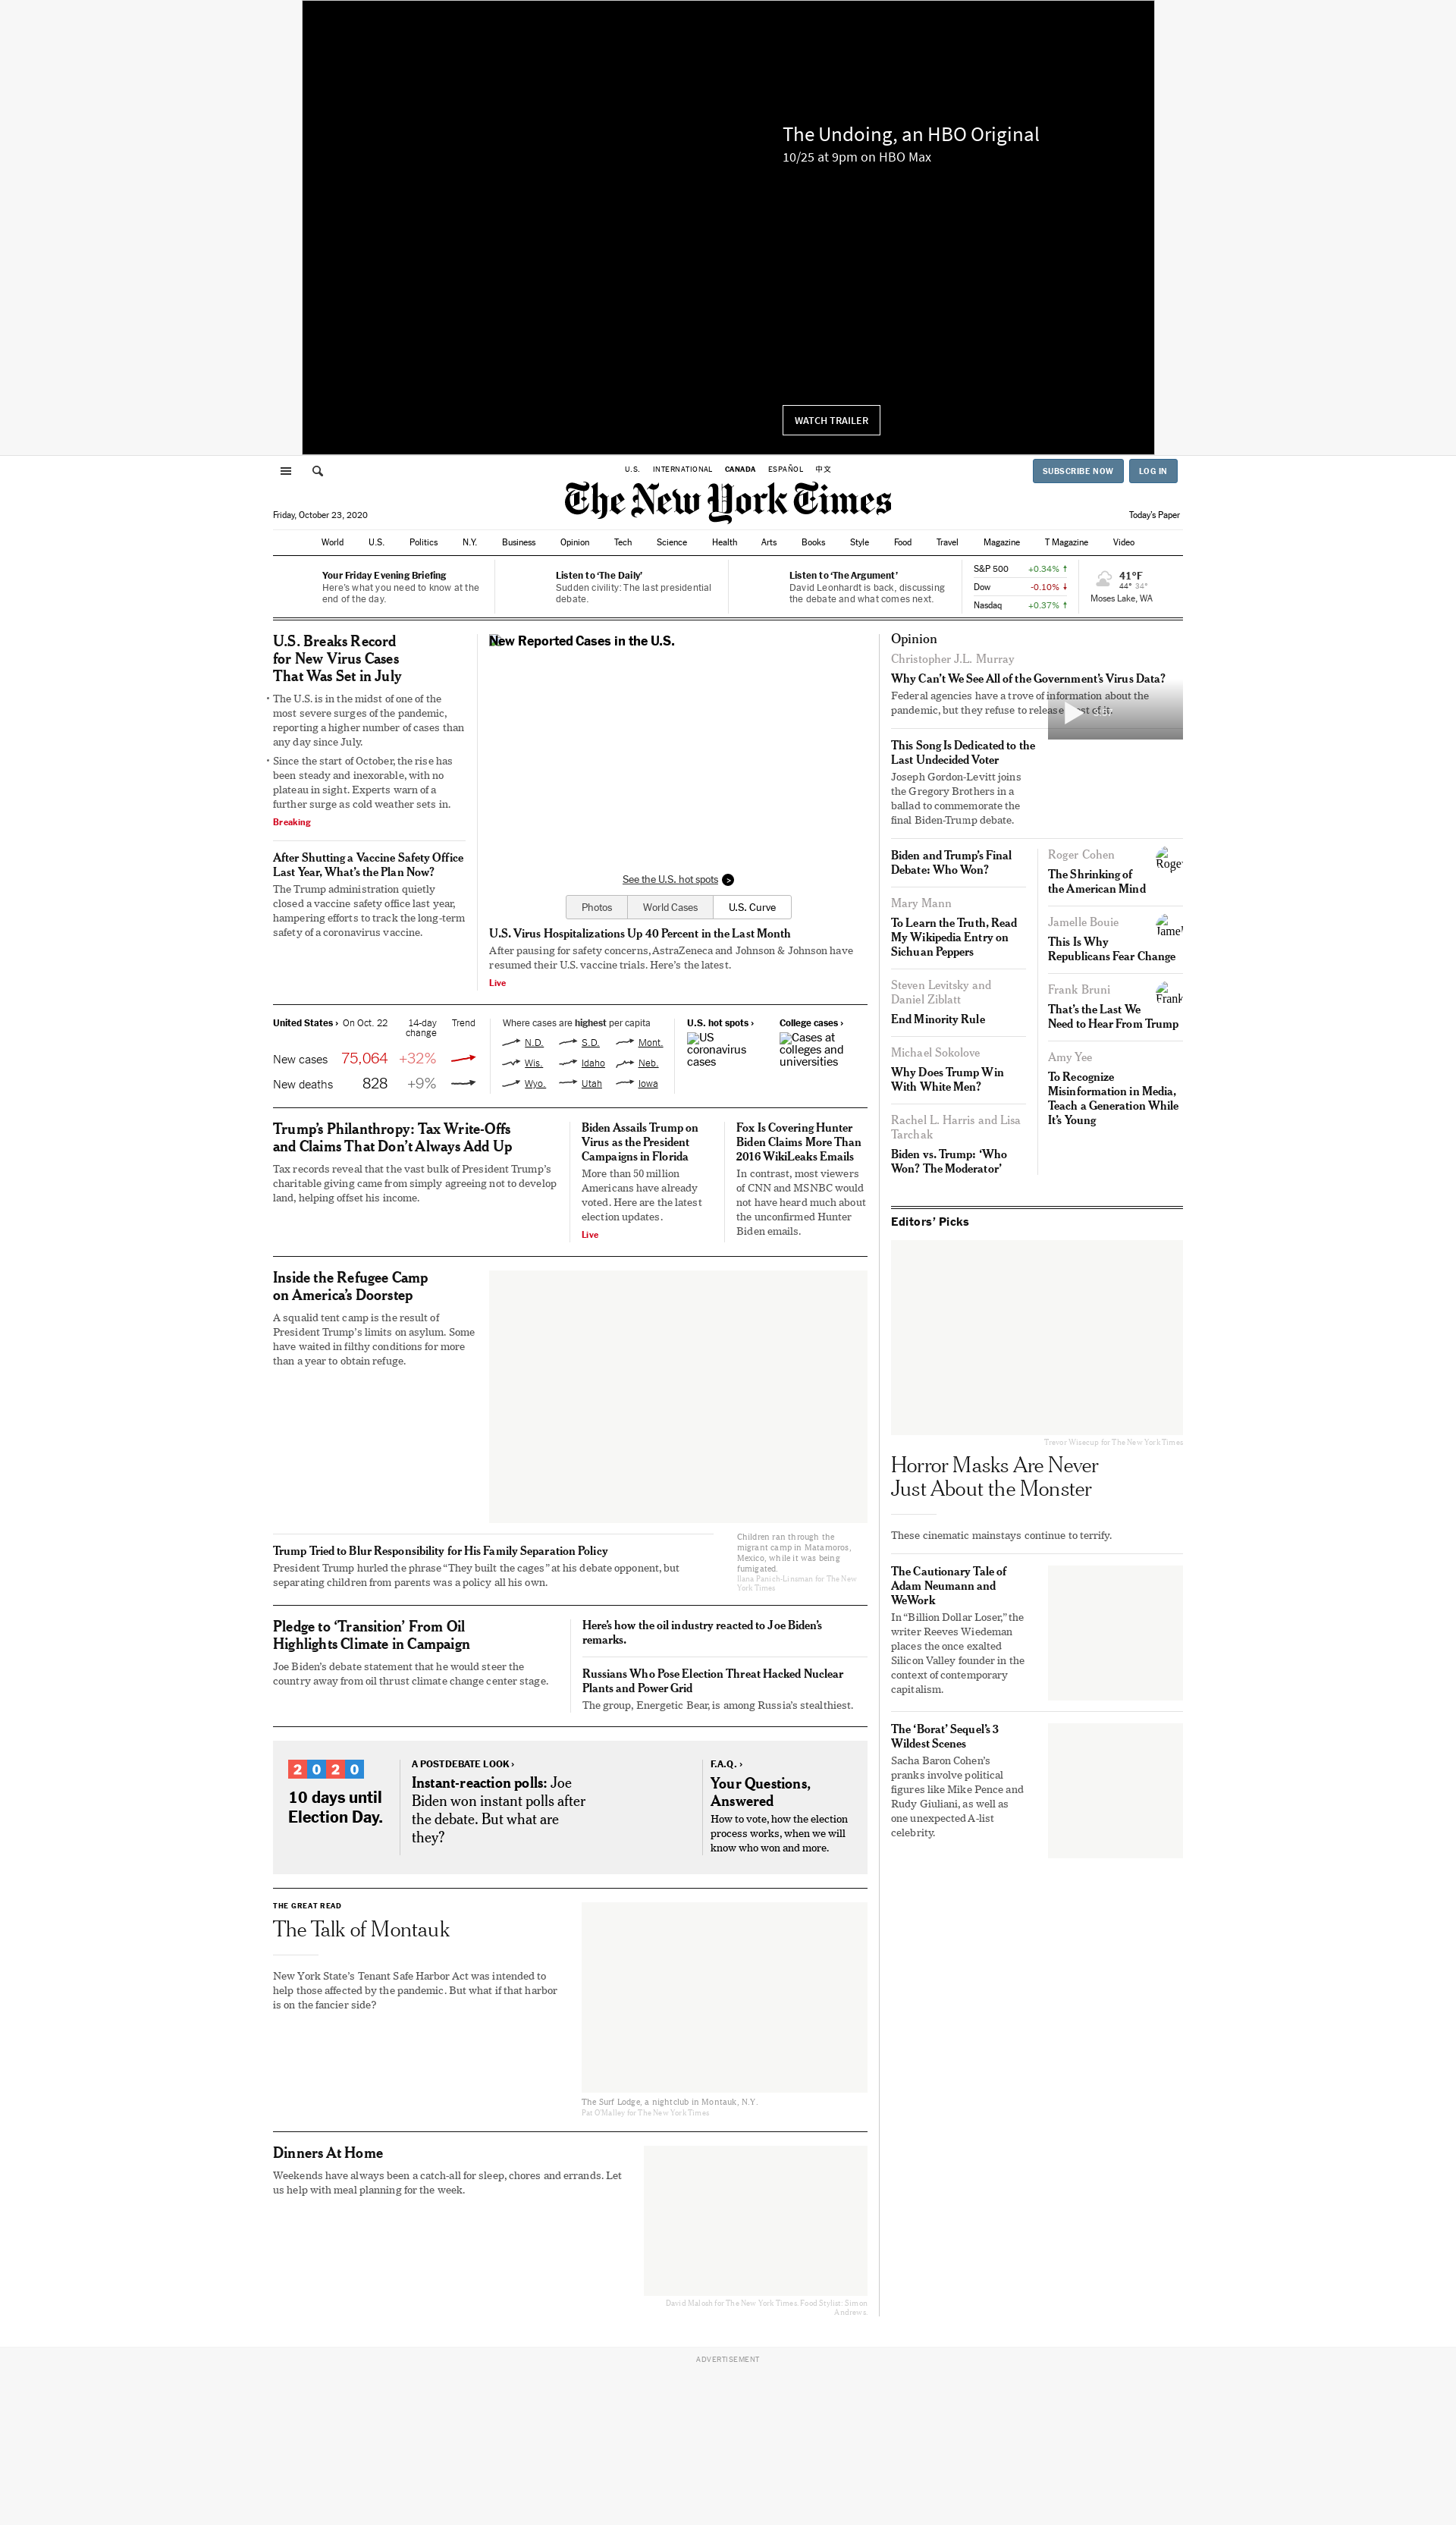 The Undoing, an HBO Original
10/25 at 9pm on HBO Max
WATCH TRAILER
U.S. INTERNATIONAL CANADA ESPAÑOL 中文
SUBSCRIBE NOW LOG IN
The New York Times
Friday, October 23, 2020
Today's Paper
World U.S. Politics N.Y. Business Opinion Tech Science Health Arts Books Style Food Travel Magazine T Magazine Video
Your Friday Evening Briefing
Here's what you need to know at the
end of the day.
Listen to 'The Daily'
Sudden civility: The last presidential
debate.
Listen to 'The Argument'
David Leonhardt is back, discussing
the debate and what comes next.
S&P 500 +0.34% ↑
Dow -0.10% ↓
Nasdaq +0.37% ↑
41°F
44° 34°
Moses Lake, WA
U.S. Breaks Record
for New Virus Cases
That Was Set in July
• The U.S. is in the midst of one of the
most severe surges of the pandemic,
reporting a higher number of cases than
any day since July.
• Since the start of October, the rise has
been steady and inexorable, with no
plateau in sight. Experts warn of a
further surge as cold weather sets in.
Breaking
After Shutting a Vaccine Safety Office
Last Year, What's the Plan Now?
The Trump administration quietly
closed a vaccine safety office last year,
hampering efforts to track the long-term
safety of a coronavirus vaccine.
New Reported Cases in the U.S.
See the U.S. hot spots >
Photos World Cases U.S. Curve
U.S. Virus Hospitalizations Up 40 Percent in the Last Month
After pausing for safety concerns, AstraZeneca and Johnson & Johnson have
resumed their U.S. vaccine trials. Here's the latest.
Live
United States › On Oct. 22 14-day
change Trend
New cases 75,064 +32%
New deaths 828 +9%
Where cases are highest per capita
N.D. S.D. Mont.
Wis. Idaho Neb.
Wyo. Utah Iowa
U.S. hot spots ›
US
coronavirus
cases
College cases ›
Cases at
colleges and
universities
Trump's Philanthropy: Tax Write-Offs
and Claims That Don't Always Add Up
Tax records reveal that the vast bulk of President Trump's
charitable giving came from simply agreeing not to develop
land, helping offset his income.
Biden Assails Trump on
Virus as the President
Campaigns in Florida
More than 50 million
Americans have already
voted. Here are the latest
election updates.
Live
Fox Is Covering Hunter
Biden Claims More Than
2016 WikiLeaks Emails
In contrast, most viewers
of CNN and MSNBC would
not have heard much about
the unconfirmed Hunter
Biden emails.
Inside the Refugee Camp
on America's Doorstep
A squalid tent camp is the result of
President Trump's limits on asylum. Some
have waited in filthy conditions for more
than a year to obtain refuge.
Children ran through the
migrant camp in Matamoros,
Mexico, while it was being
fumigated.
Ilana Panich-Linsman for The New
York Times
Trump Tried to Blur Responsibility for His Family Separation Policy
President Trump hurled the phrase "They built the cages" at his debate opponent, but
separating children from parents was a policy all his own.
Pledge to 'Transition' From Oil
Highlights Climate in Campaign
Joe Biden's debate statement that he would steer the
country away from oil thrust climate change center stage.
Here's how the oil industry reacted to Joe Biden's
remarks.
Russians Who Pose Election Threat Hacked Nuclear
Plants and Power Grid
The group, Energetic Bear, is among Russia's stealthiest.
2020
10 days until
Election Day.
A POSTDEBATE LOOK ›
Instant-reaction polls: Joe
Biden won instant polls after
the debate. But what are
they?
F.A.Q. ›
Your Questions,
Answered
How to vote, how the election
process works, when we will
know who won and more.
THE GREAT READ
The Talk of Montauk
New York State's Tenant Safe Harbor Act was intended to
help those affected by the pandemic. But what if that harbor
is on the fancier side?
The Surf Lodge, a nightclub in Montauk, N.Y.
Pat O'Malley for The New York Times
Dinners At Home
Weekends have always been a catch-all for sleep, chores and errands. Let
us help with meal planning for the week.
David Malosh for The New York Times. Food Stylist: Simon
Andrews.
Opinion
Christopher J.L. Murray
Why Can't We See All of the Government's Virus Data?
Federal agencies have a trove of information about the
pandemic, but they refuse to release most of it.
This Song Is Dedicated to the
Last Undecided Voter
Joseph Gordon-Levitt joins
the Gregory Brothers in a
ballad to commemorate the
final Biden-Trump debate.
Biden and Trump's Final
Debate: Who Won?
Mary Mann
To Learn the Truth, Read
My Wikipedia Entry on
Sichuan Peppers
Steven Levitsky and
Daniel Ziblatt
End Minority Rule
Michael Sokolove
Why Does Trump Win
With White Men?
Rachel L. Harris and Lisa
Tarchak
Biden vs. Trump: 'Who
Won? The Moderator'
Roger Cohen
The Shrinking of
the American Mind
Jamelle Bouie
This Is Why
Republicans Fear Change
Frank Bruni
That's the Last We
Need to Hear From Trump
Amy Yee
To Recognize
Misinformation in Media,
Teach a Generation While
It's Young
Editors' Picks
Trevor Wisecup for The New York Times
Horror Masks Are Never
Just About the Monster
These cinematic mainstays continue to terrify.
The Cautionary Tale of
Adam Neumann and
WeWork
In "Billion Dollar Loser," the
writer Reeves Wiedeman
places the once exalted
Silicon Valley founder in the
context of contemporary
capitalism.
The 'Borat' Sequel's 3
Wildest Scenes
Sacha Baron Cohen's
pranks involve political
figures like Mike Pence and
Rudy Giuliani, as well as
one unexpected A-list
celebrity.
ADVERTISEMENT